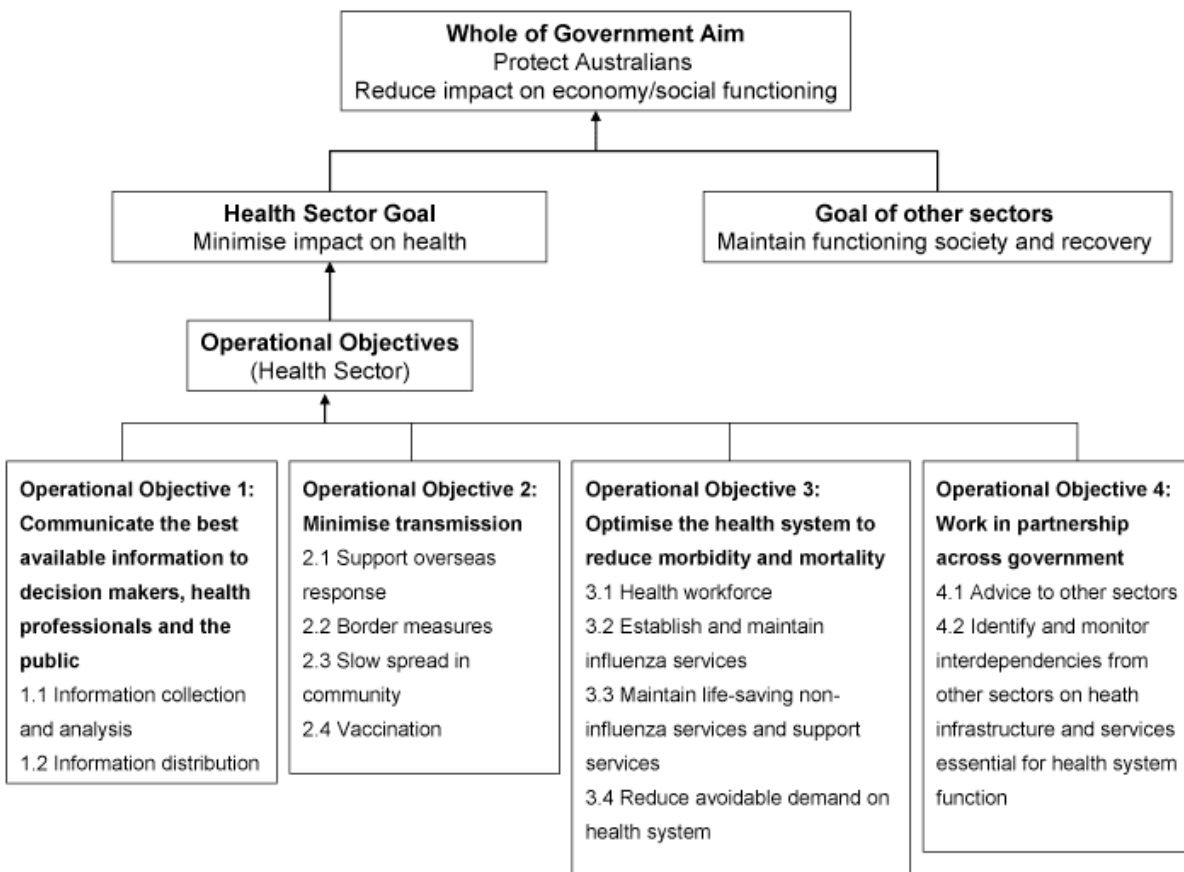 Whole of Government Aim
Protect Australians
Reduce impact on economy/social functioning
Health Sector Goal
Minimise impact on health
Goal of other sectors
Maintain functioning society and recovery
Operational Objectives
(Health Sector)
Operational Objective 1:
Communicate the best
available information to
decision makers, health
professionals and the
public
1.1 Information collection
and analysis
1.2 Information distribution
Operational Objective 2:
Minimise transmission
2.1 Support overseas
response
2.2 Border measures
2.3 Slow spread in
community
2.4 Vaccination
Operational Objective 3:
Optimise the health system to
reduce morbidity and mortality
3.1 Health workforce
3.2 Establish and maintain
influenza services
3.3 Maintain life-saving non-
influenza services and support
services
3.4 Reduce avoidable demand on
health system
Operational Objective 4:
Work in partnership
across government
4.1 Advice to other sectors
4.2 Identify and monitor
interdependencies from
other sectors on heath
infrastructure and services
essential for health system
function